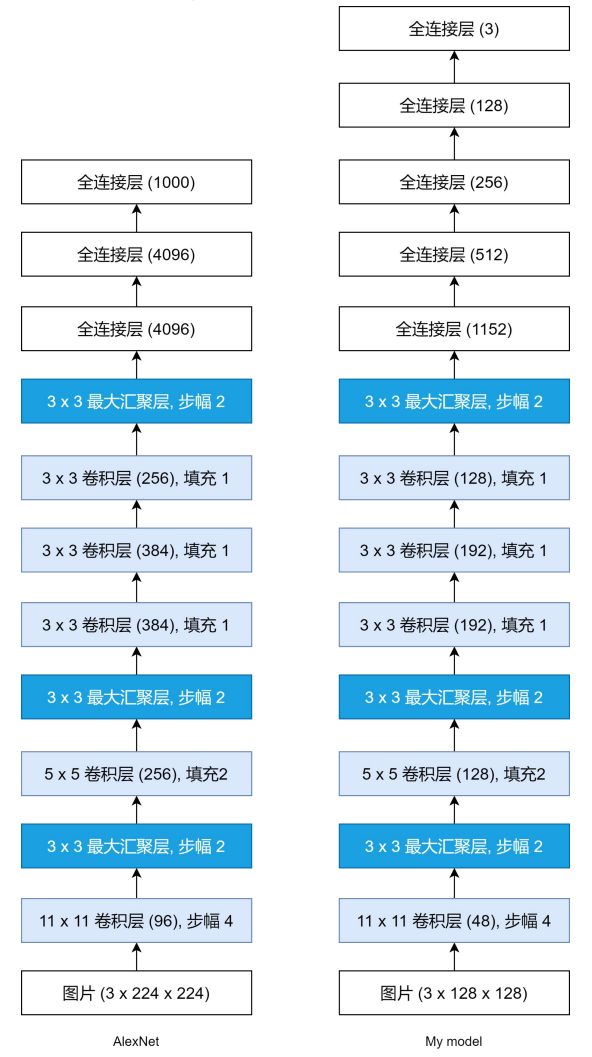 全连接层 (1000)
全连接层 (4096)
全连接层 (4096)
3 x 3 最大汇聚层, 步幅 2
3 x 3 卷积层 (256), 填充 1
3 x 3 卷积层 (384), 填充 1
3 x 3 卷积层 (384), 填充 1
3 x 3 最大汇聚层, 步幅 2
5 x 5 卷积层 (256), 填充2
3 x 3 最大汇聚层, 步幅 2
11 x 11 卷积层 (96), 步幅 4
图片 (3 x 224 x 224)
AlexNet
全连接层 (3)
全连接层 (128)
全连接层 (256)
全连接层 (512)
全连接层 (1152)
3 x 3 最大汇聚层, 步幅 2
3 x 3 卷积层 (128), 填充 1
3 x 3 卷积层 (192), 填充 1
3 x 3 卷积层 (192), 填充 1
3 x 3 最大汇聚层, 步幅 2
5 x 5 卷积层 (128), 填充2
3 x 3 最大汇聚层, 步幅 2
11 x 11 卷积层 (48), 步幅 4
图片 (3 x 128 x 128)
My model